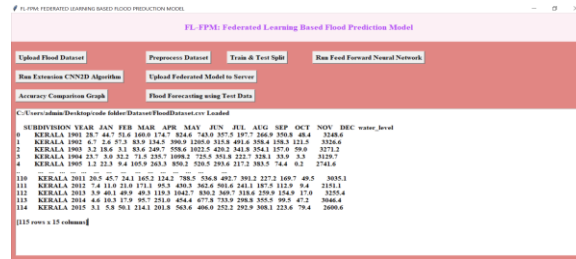 FL-FPM: FEDERATED LEARNING BASED FLOOD PREDICTION MODEL
FL-FPM: Federated Learning Based Flood Prediction Model
Upload Flood Dataset Preprocess Dataset Train & Test Split Run Feed Forward Neural Network
Run Extension CNN2D Algorithm Upload Federated Model to Server
Accuracy Comparison Graph Flood Forecasting using Test Data
C:/Users/admin/Desktop/code folder/Dataset/FloodDataset.csv Loaded
SUBDIVISION YEAR JAN FEB MAR APR MAY JUN JUL AUG SEP OCT NOV DEC water_level
0 KERALA 1901 28.7 44.7 51.6 160.0 174.7 824.6 743.0 357.5 197.7 266.9 350.8 48.4 3248.6
1 KERALA 1902 6.7 2.6 57.3 83.9 134.5 390.9 1205.0 315.8 491.6 358.4 158.3 121.5 3326.6
2 KERALA 1903 3.2 18.6 3.1 83.6 249.7 558.6 1022.5 420.2 341.8 354.1 157.0 59.0 3271.2
3 KERALA 1904 23.7 3.0 32.2 71.5 235.7 1098.2 725.5 351.8 222.7 328.1 33.9 3.3 3129.7
4 KERALA 1905 1.2 22.3 9.4 105.9 263.3 850.2 520.5 293.6 217.2 383.5 74.4 0.2 2741.6
.. ... ... ... ... ... ... ... ... ... ... ... ... ... ... ...
110 KERALA 2011 20.5 45.7 24.1 165.2 124.2 788.5 536.8 492.7 391.2 227.2 169.7 49.5 3035.1
111 KERALA 2012 7.4 11.0 21.0 171.1 95.3 430.3 362.6 501.6 241.1 187.5 112.9 9.4 2151.1
112 KERALA 2013 3.9 40.1 49.9 49.3 119.3 1042.7 830.2 369.7 318.6 259.9 154.9 17.0 3255.4
113 KERALA 2014 4.6 10.3 17.9 95.7 251.0 454.4 677.8 733.9 298.8 355.5 99.5 47.2 3046.4
114 KERALA 2015 3.1 5.8 50.1 214.1 201.8 563.6 406.0 252.2 292.9 308.1 223.6 79.4 2600.6
[115 rows x 15 columns]